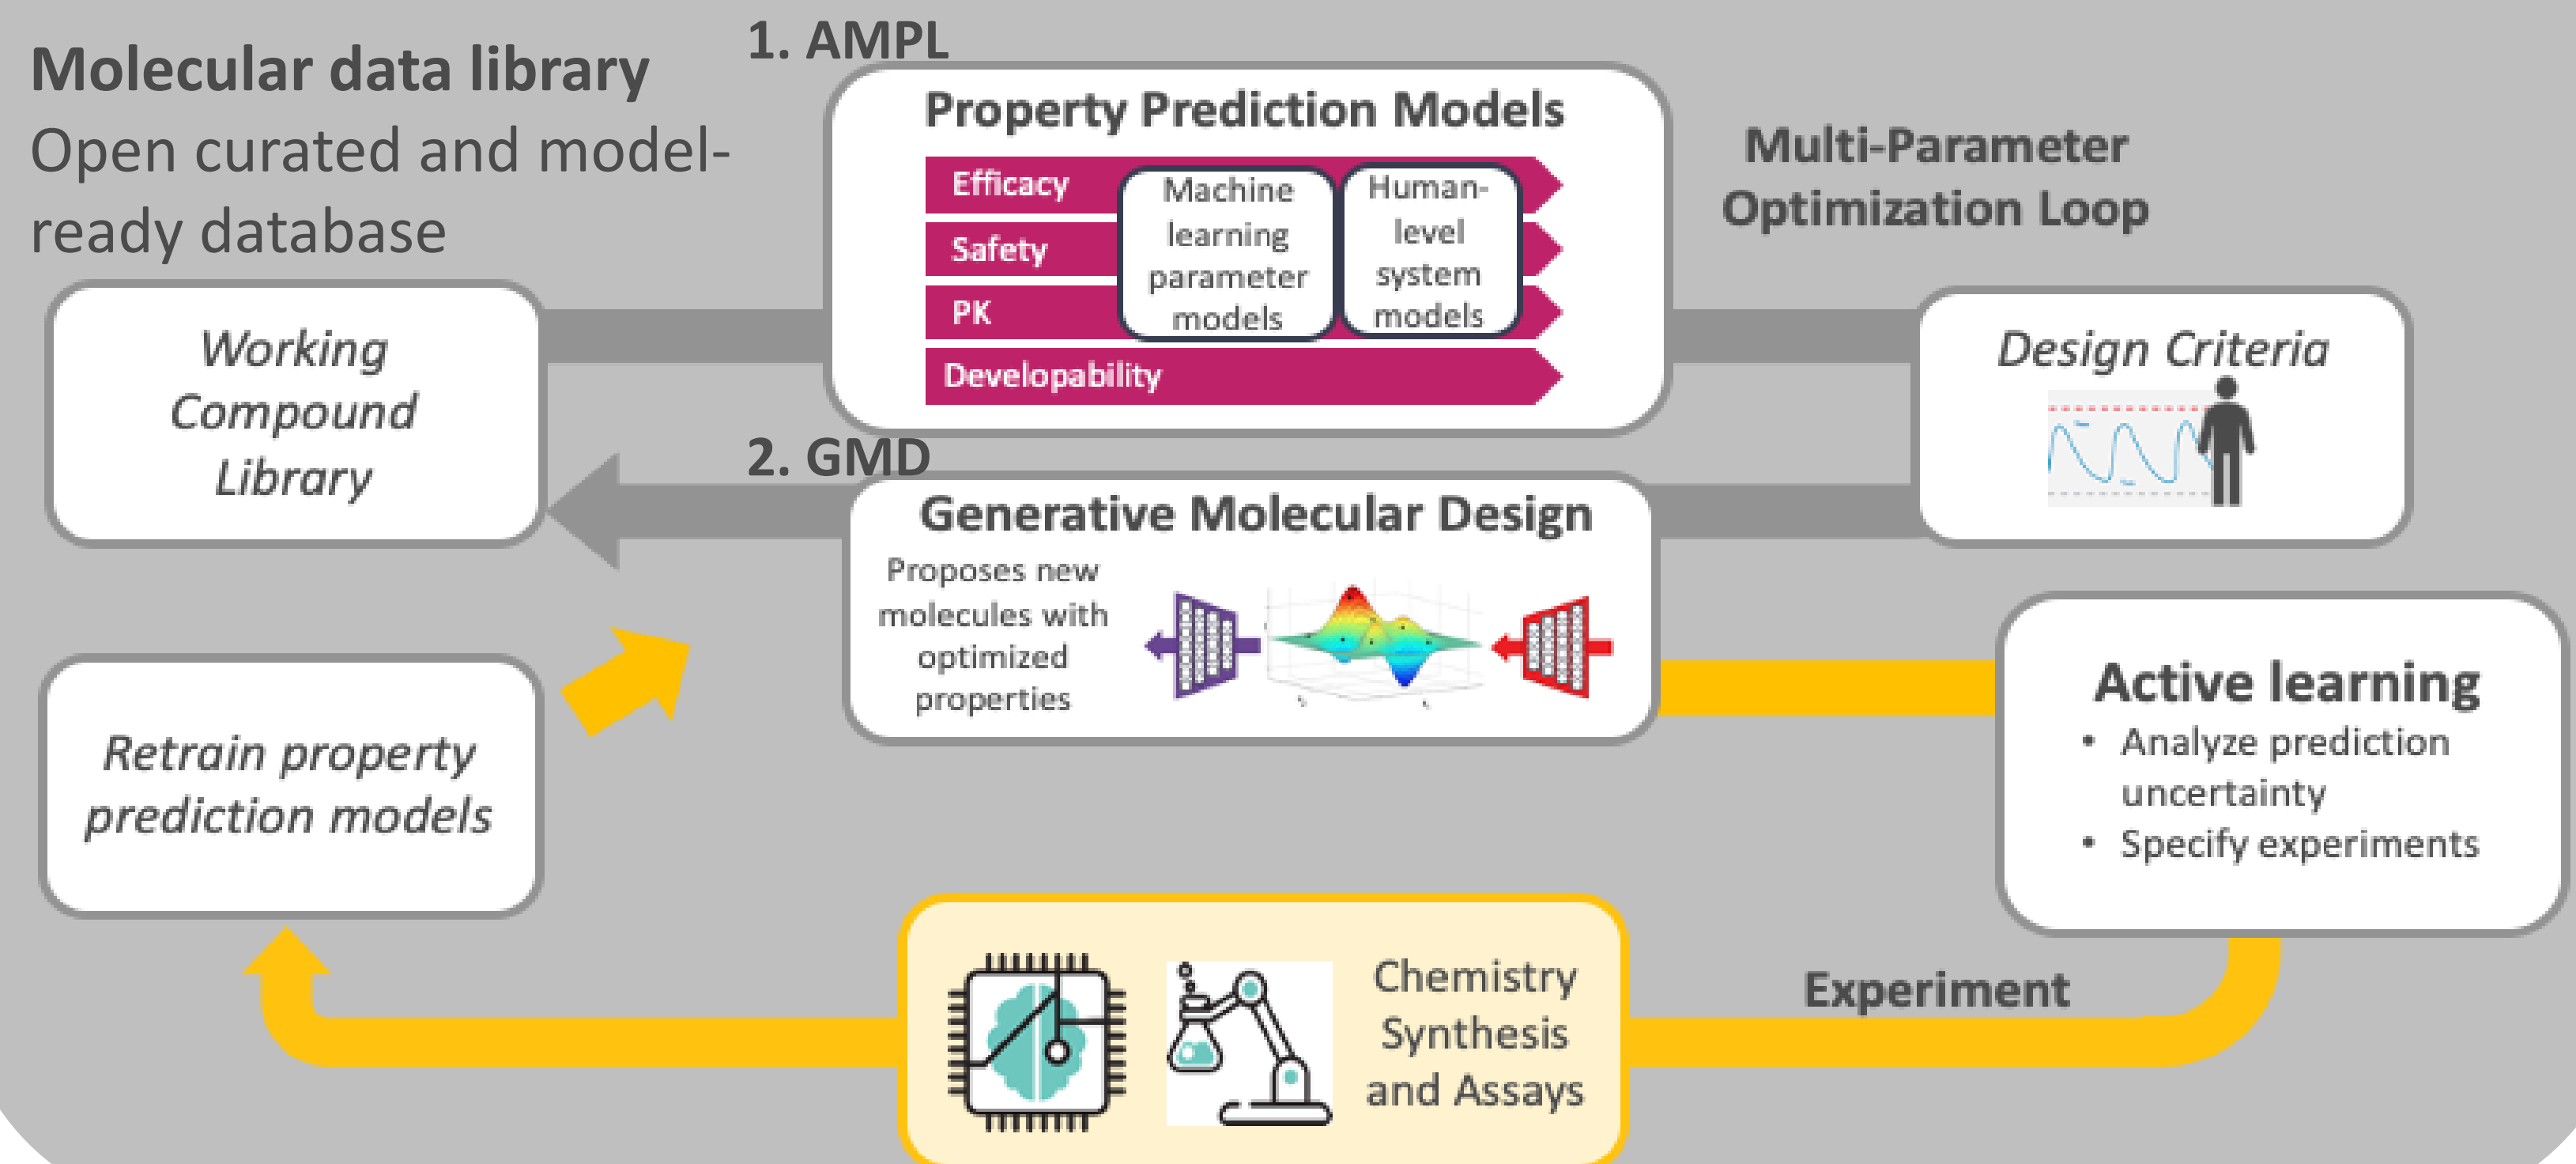 Molecular data library
Open curated and model-
ready database
1. AMPL
Property Prediction Models
Efficacy
Safety
PK
Developability
Machine
learning
parameter
models
Human-
level
system
models
Multi-Parameter
Optimization Loop
Working
Compound
Library
Design Criteria
2. GMD
Generative Molecular Design
Proposes new
molecules with
optimized
properties
Active learning
• Analyze prediction
uncertainty
• Specify experiments
Retrain property
prediction models
Chemistry
Synthesis
and Assays
Experiment